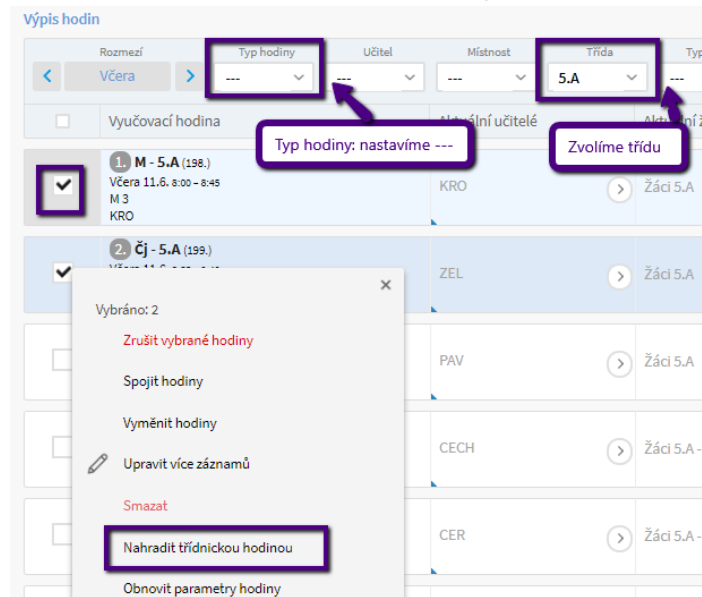 Výpis hodin
Rozmezí Typ hodiny Učitel Místnost Třída Typ
Včera --- --- --- 5.A ---
Vyučovací hodina učitelé
Typ hodiny: nastavíme ---
Zvolíme třídu
1. M - 5.A (198.)
Včera 11.6. 8:00 - 8:45
M 3
KRO
KRO
Žáci 5.A
2. Čj - 5.A (199.)
ZEL
Žáci 5.A
Vybráno: 2
Zrušit vybrané hodiny
Spojit hodiny
PAV
Žáci 5.A
Vyměnit hodiny
Upravit více záznamů
CECH
Žáci 5.A -
Smazat
Nahradit třídnickou hodinou
CER
Žáci 5.A -
Obnovit parametry hodiny